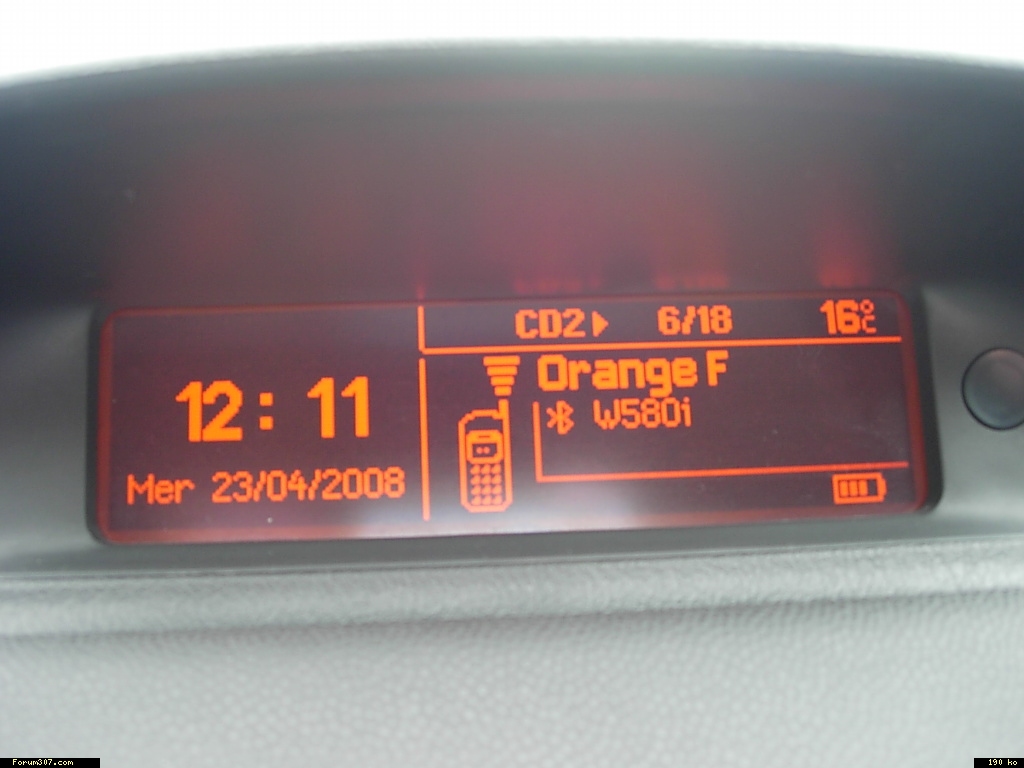 CD2 6/18 16°C
Orange F
12:11
W580i
Mer 23/04/2008
Forum307.com
190 ko